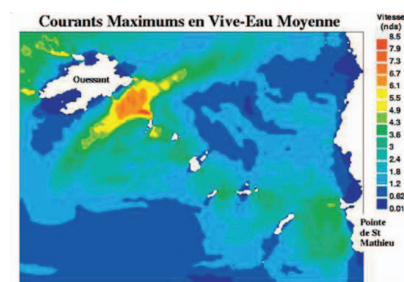 Courants Maximums en Vive-Eau Moyenne
Vitesse
(nds)
8.5
7.9
7.3
6.7
6.1
5.5
4.9
4.3
3.6
3
2.4
1.8
1.2
0.62
0.01
Ouessant
Pointe
de St
Mathieu